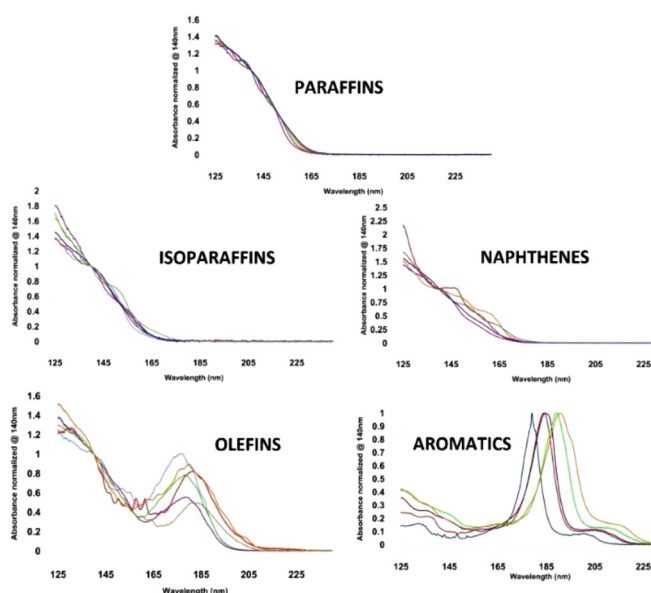 Absorbance normalized @ 140nm
1.6
1.4
1.2
1
0.8
0.6
0.4
0.2
0
PARAFFINS
125 145 165 185 205 225
Wavelength (nm)
Absorbance normalized @ 140nm
2
1.8
1.6
1.4
1.2
1
0.8
0.6
0.4
0.2
0
ISOPARAFFINS
125 145 165 185 205 225
Wavelength (nm)
Absorbance normalized @ 140nm
2.5
2.25
2
1.75
1.5
1.25
1
0.75
0.5
0.25
0
NAPHTHENES
125 145 165 185 205 225
Wavelength (nm)
Absorbance normalized @ 140nm
1.6
1.4
1.2
1
0.8
0.6
0.4
0.2
0
OLEFINS
125 145 165 185 205 225
Wavelength (nm)
Absorbance normalized @ 140nm
1
0.9
0.8
0.7
0.6
0.5
0.4
0.3
0.2
0.1
0
AROMATICS
125 145 165 185 205 225
Wavelength (nm)